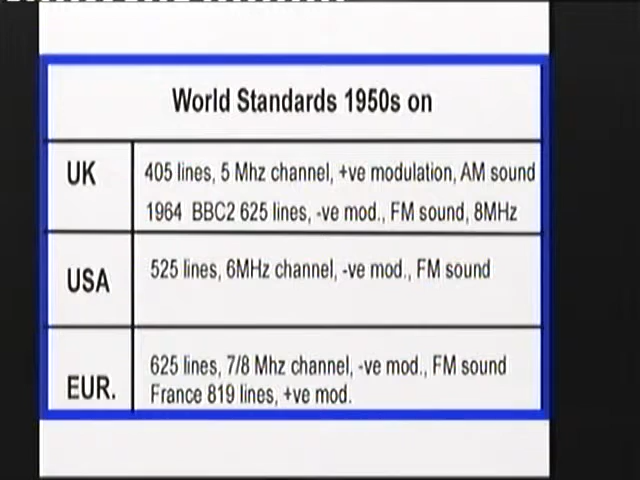 World Standards 1950s on
UK
405 lines, 5 Mhz channel, +ve modulation, AM sound
1964 BBC2 625 lines, -ve mod., FM sound, 8MHz
USA
525 lines, 6MHz channel, -ve mod., FM sound
EUR.
625 lines, 7/8 Mhz channel, -ve mod., FM sound
France 819 lines, +ve mod.